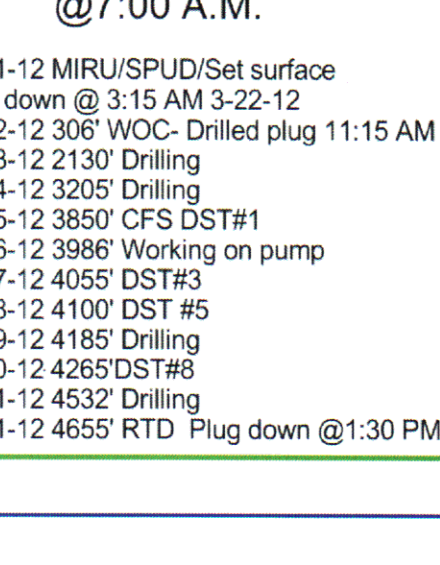 @7:00 A.M.
1-12 MIRU/SPUD/Set surface
down @ 3:15 AM 3-22-12
2-12 306' WOC- Drilled plug 11:15 AM
3-12 2130' Drilling
4-12 3205' Drilling
5-12 3850' CFS DST#1
6-12 3986' Working on pump
7-12 4055' DST#3
8-12 4100' DST #5
9-12 4185' Drilling
0-12 4265'DST#8
1-12 4532' Drilling
1-12 4655' RTD Plug down @1:30 PM